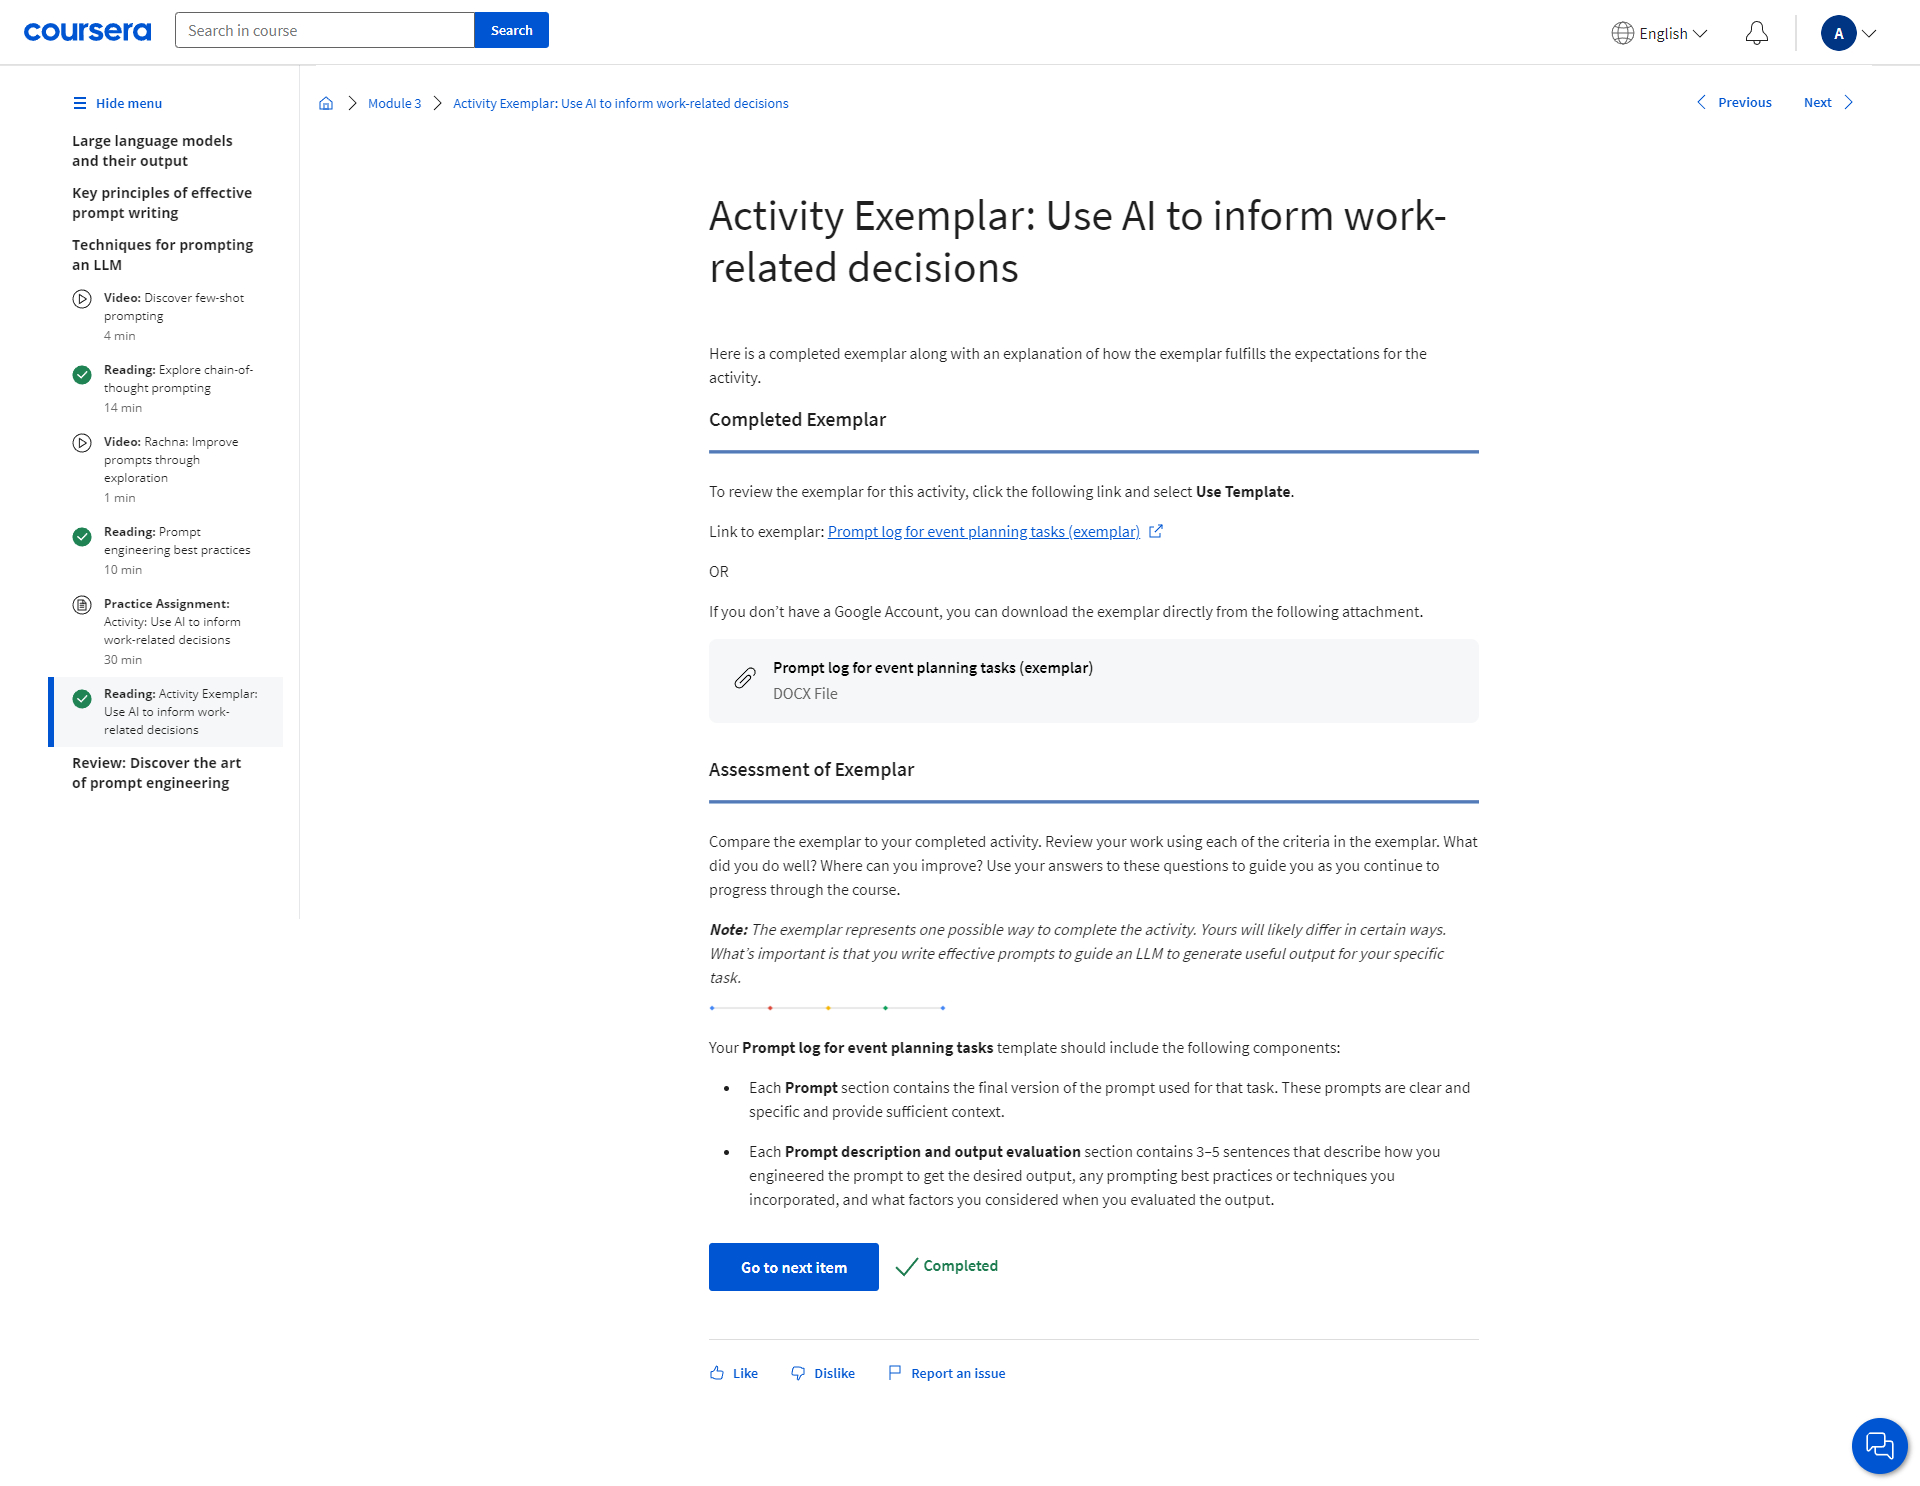 coursera
Search in course
Search
English
A
Hide menu
Large language models
and their output
Key principles of effective
prompt writing
Techniques for prompting
an LLM
Video: Discover few-shot
prompting
4 min
Reading: Explore chain-of-
thought prompting
14 min
Video: Rachna: Improve
prompts through
exploration
1 min
Reading: Prompt
engineering best practices
10 min
Practice Assignment:
Activity: Use AI to inform
work-related decisions
30 min
Reading: Activity Exemplar:
Use AI to inform work-
related decisions
Review: Discover the art
of prompt engineering
Module 3
Activity Exemplar: Use AI to inform work-related decisions
Previous
Next
Activity Exemplar: Use AI to inform work-
related decisions
Here is a completed exemplar along with an explanation of how the exemplar fulfills the expectations for the
activity.
Completed Exemplar
To review the exemplar for this activity, click the following link and select Use Template.
Link to exemplar: Prompt log for event planning tasks (exemplar)
OR
If you don’t have a Google Account, you can download the exemplar directly from the following attachment.
Prompt log for event planning tasks (exemplar)
DOCX File
Assessment of Exemplar
Compare the exemplar to your completed activity. Review your work using each of the criteria in the exemplar. What
did you do well? Where can you improve? Use your answers to these questions to guide you as you continue to
progress through the course.
Note: The exemplar represents one possible way to complete the activity. Yours will likely differ in certain ways.
What’s important is that you write effective prompts to guide an LLM to generate useful output for your specific
task.
Your Prompt log for event planning tasks template should include the following components:
Each Prompt section contains the final version of the prompt used for that task. These prompts are clear and
specific and provide sufficient context.
Each Prompt description and output evaluation section contains 3–5 sentences that describe how you
engineered the prompt to get the desired output, any prompting best practices or techniques you
incorporated, and what factors you considered when you evaluated the output.
Go to next item
Completed
Like
Dislike
Report an issue